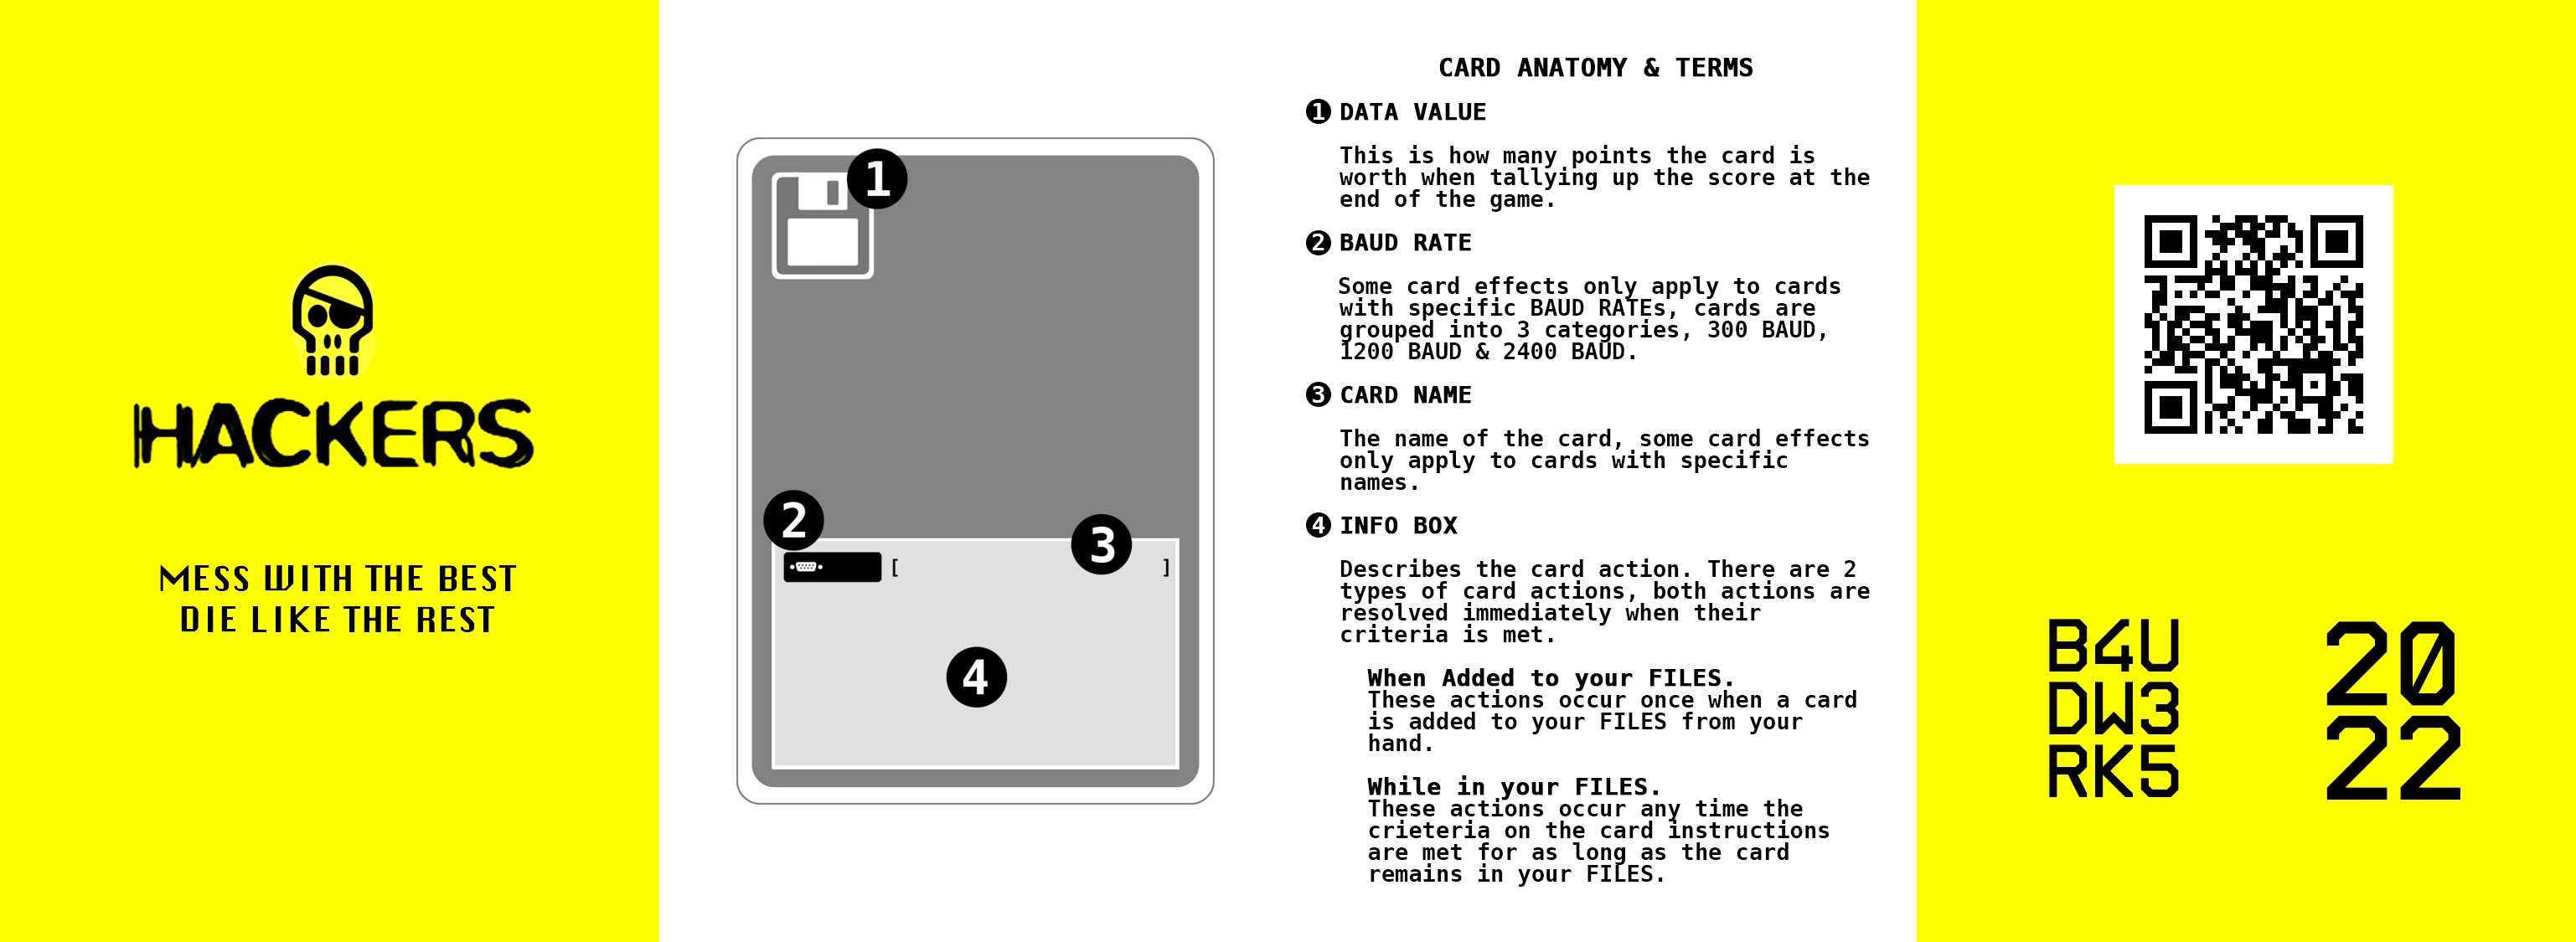 HACKERS
MESS WITH THE BEST
DIE LIKE THE REST
1
2
[
3
]
4
CARD ANATOMY & TERMS
1 DATA VALUE
This is how many points the card is
worth when tallying up the score at the
end of the game.
2 BAUD RATE
Some card effects only apply to cards
with specific BAUD RATEs, cards are
grouped into 3 categories, 300 BAUD,
1200 BAUD & 2400 BAUD.
3 CARD NAME
The name of the card, some card effects
only apply to cards with specific
names.
4 INFO BOX
Describes the card action. There are 2
types of card actions, both actions are
resolved immediately when their
criteria is met.
When Added to your FILES.
These actions occur once when a card
is added to your FILES from your
hand.
While in your FILES.
These actions occur any time the
crieteria on the card instructions
are met for as long as the card
remains in your FILES.
B4U
DW3
RK5
20
22